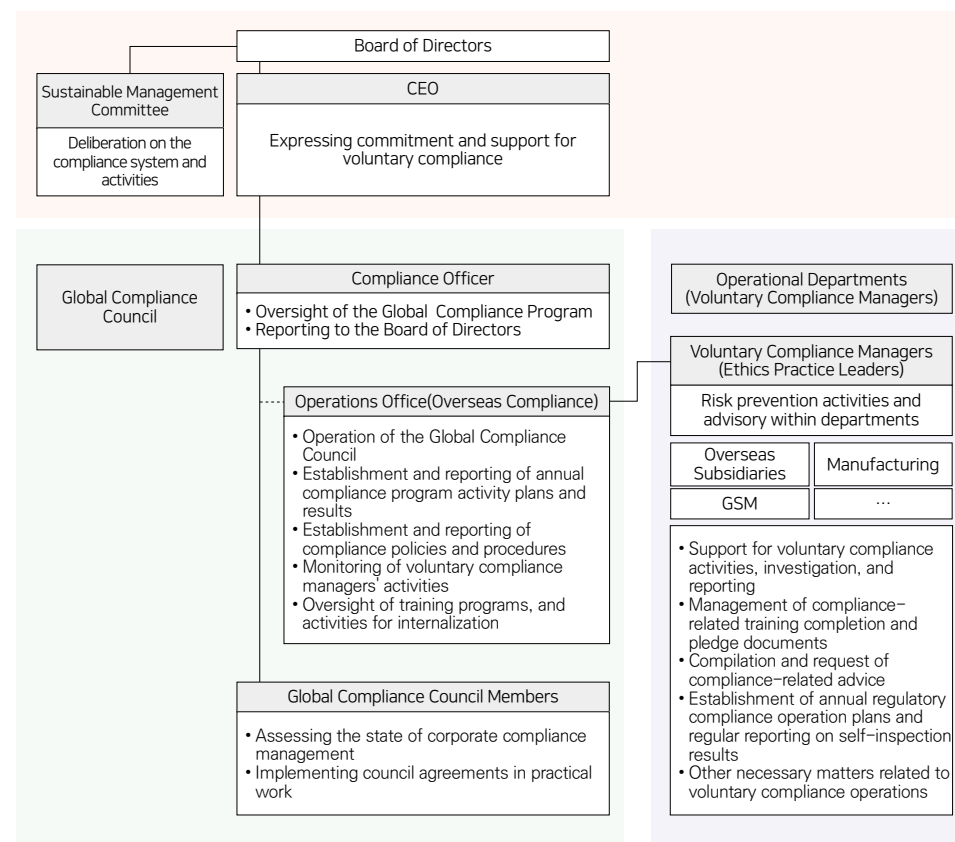 Board of Directors
Sustainable Management
Committee
Deliberation on the
compliance system and
activities
CEO
Expressing commitment and support for
voluntary compliance
Global Compliance
Council
Compliance Officer
• Oversight of the Global Compliance Program
• Reporting to the Board of Directors
Operations Office(Overseas Compliance)
• Operation of the Global Compliance
Council
• Establishment and reporting of annual
compliance program activity plans and
results
• Establishment and reporting of
compliance policies and procedures
• Monitoring of voluntary compliance
managers' activities
• Oversight of training programs, and
activities for internalization
Global Compliance Council Members
• Assessing the state of corporate compliance
management
• Implementing council agreements in practical
work
Operational Departments
(Voluntary Compliance Managers)
Voluntary Compliance Managers
(Ethics Practice Leaders)
Risk prevention activities and
advisory within departments
Overseas
Subsidiaries
Manufacturing
GSM
…
• Support for voluntary compliance
activities, investigation, and
reporting
• Management of compliance-
related training completion and
pledge documents
• Compilation and request of
compliance-related advice
• Establishment of annual regulatory
compliance operation plans and
regular reporting on self-inspection
results
• Other necessary matters related to
voluntary compliance operations